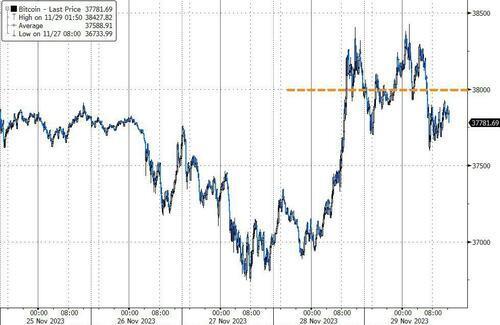 Bitcoin - Last Price 37781.69
High on 11/29 01:50 38427.82
Average 37588.91
Low on 11/27 08:00 36733.99
38500
38000
37781.69
37500
37000
00:00 08:00 00:00 08:00 00:00 08:00 00:00 08:00 00:00 08:00
25 Nov 2023 26 Nov 2023 27 Nov 2023 28 Nov 2023 29 Nov 2023